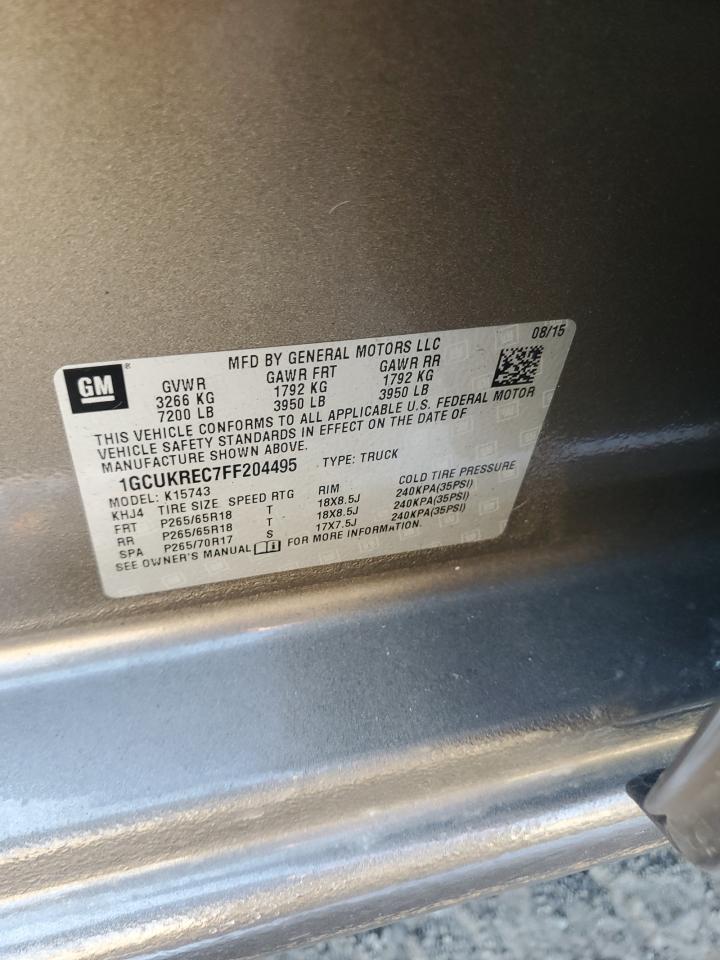 GM ®
MFD BY GENERAL MOTORS LLC 08/15
GVWR GAWR FRT GAWR RR
3266 KG 1792 KG 1792 KG
7200 LB 3950 LB 3950 LB
THIS VEHICLE CONFORMS TO ALL APPLICABLE U.S. FEDERAL MOTOR
VEHICLE SAFETY STANDARDS IN EFFECT ON THE DATE OF
MANUFACTURE SHOWN ABOVE.
1GCUKREC7FF204495 TYPE: TRUCK
MODEL: K15743
KHJ4 TIRE SIZE SPEED RTG RIM COLD TIRE PRESSURE
FRT P265/65R18 T 18X8.5J 240KPA(35PSI)
RR P265/65R18 T 18X8.5J 240KPA(35PSI)
SPA P265/70R17 S 17X7.5J 240KPA(35PSI)
SEE OWNER'S MANUAL FOR MORE INFORMATION.